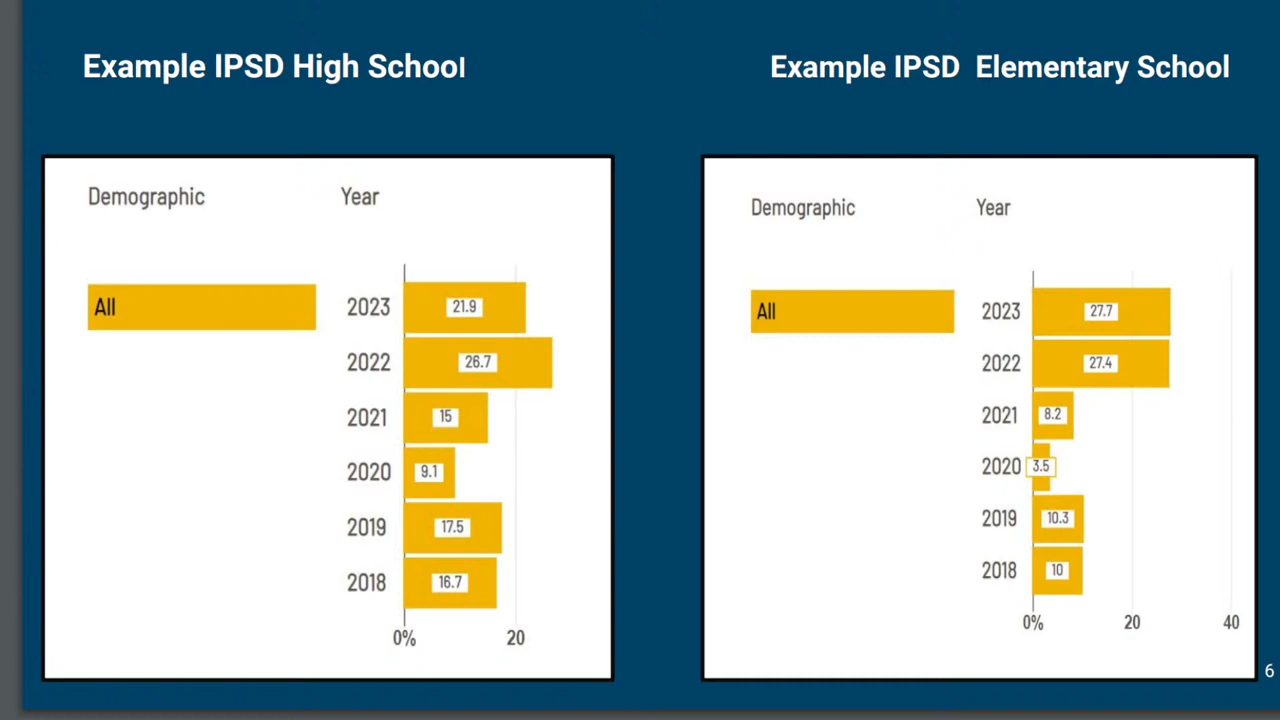 Example IPSD High School
Demographic Year
All
2023 21.9
2022 26.7
2021 15
2020 9.1
2019 17.5
2018 16.7
0% 20
Example IPSD Elementary School
Demographic Year
All
2023 27.7
2022 27.4
2021 8.2
2020 3.5
2019 10.3
2018 10
0% 20 40
6